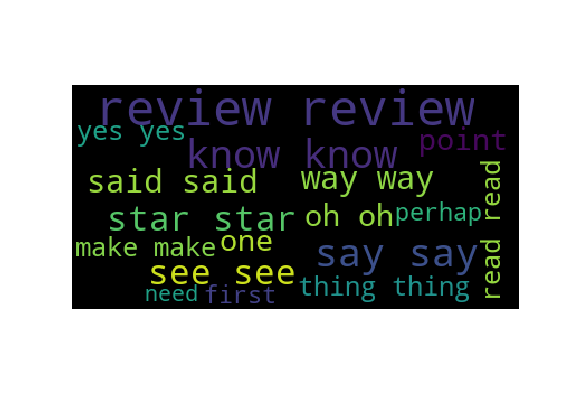 review review
yes yes
point
know know
said said
way way
read read
star star
oh oh
perhap
make make
one
say say
see see
thing thing
need
first